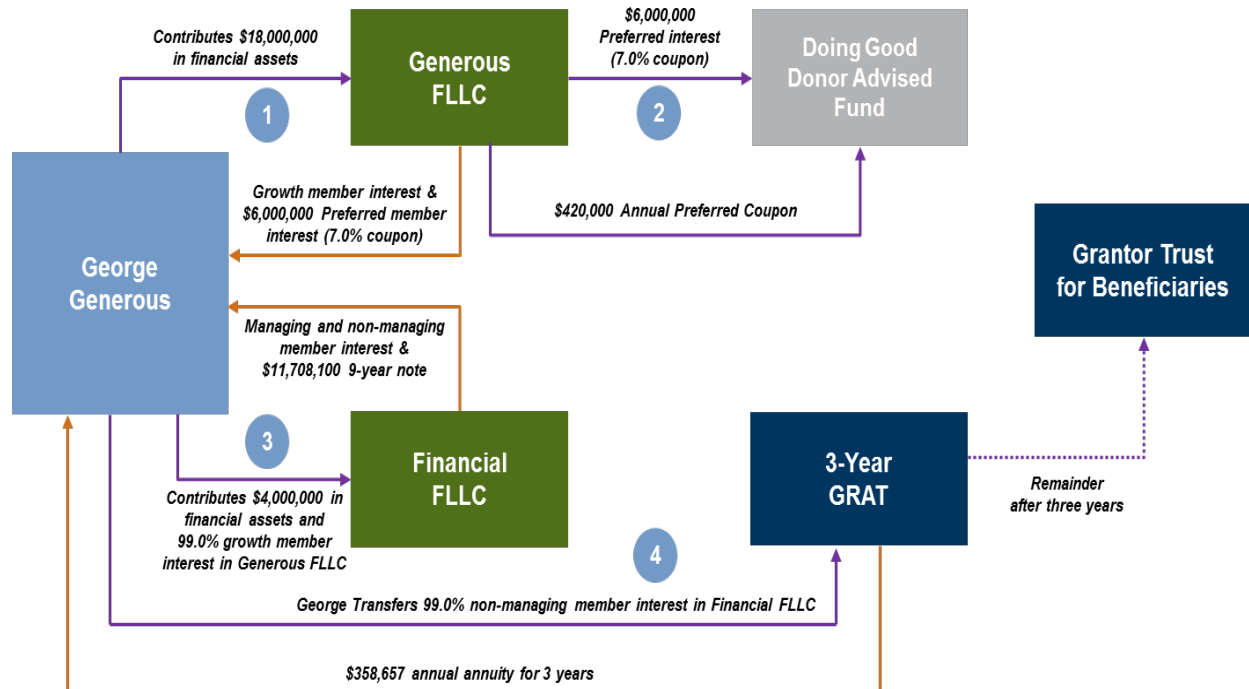 Contributes $18,000,000
in financial assets
1
Generous
FLLC
$6,000,000
Preferred interest
(7.0% coupon)
2
Doing Good
Donor Advised
Fund
Growth member interest &
$6,000,000 Preferred member
interest (7.0% coupon)
$420,000 Annual Preferred Coupon
George
Generous
Grantor Trust
for Beneficiaries
Managing and non-managing
member interest &
$11,708,100 9-year note
3
Contributes $4,000,000 in
financial assets and
99.0% growth member
interest in Generous FLLC
Financial
FLLC
3-Year
GRAT
Remainder
after three years
4
George Transfers 99.0% non-managing member interest in Financial FLLC
$358,657 annual annuity for 3 years